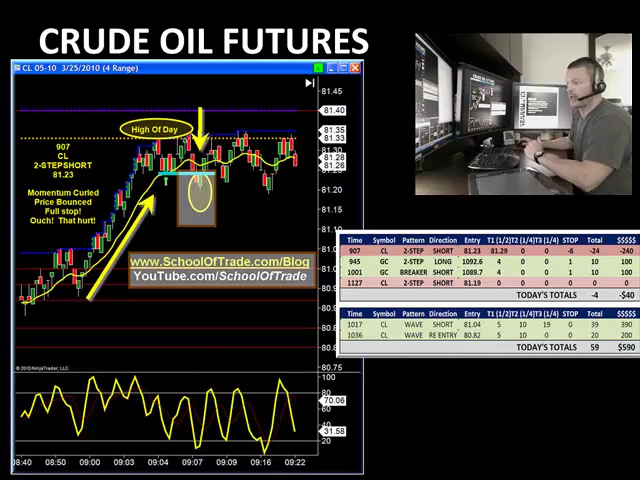 CRUDE OIL FUTURES
CL 05-10 3/25/2010 (4 Range)
81.45
81.40
81.35
81.33
81.30
81.28
81.26
81.20
81.15
High Of Day
907
CL
2-STEPSHORT
81.23
Momentum Curled
Price Bounced
Full stop!
Ouch! That hurt!
www.SchoolOfTrade.com/Blog
YouTube.com/SchoolOfTrade
81.10
81.05
81.00
80.95
80.90
80.80
80.75
© 2010 NinjaTrader, LLC
100
80
70.06
31.58
20
08:50 09:00 09:03 09:04 09:07 09:09 09:16 09:22
Time Symbol Pattern Direction Entry T1 (1/2) T2 (1/4) T3 (1/4) STOP Total $$$$$
907 CL 2-STEP SHORT 81.23 81.29 0 0 -6 -24 -240
945 GC 2-STEP LONG 1092.6 4 0 0 1 10 100
1001 GC BREAKER SHORT 1089.7 4 0 0 1 10 100
1127 CL 2-STEP SHORT 81.19 0 0 0 0 0 0
TODAY'S TOTALS -4 -$40
Time Symbol Pattern Direction Entry T1 (1/2) T2 (1/4) T3 (1/4) STOP Total $$$$$
1017 CL WAVE SHORT 81.04 5 10 19 0 39 390
1036 CL WAVE RE ENTRY 80.82 5 10 0 0 20 200
TODAY'S TOTALS 59 $590